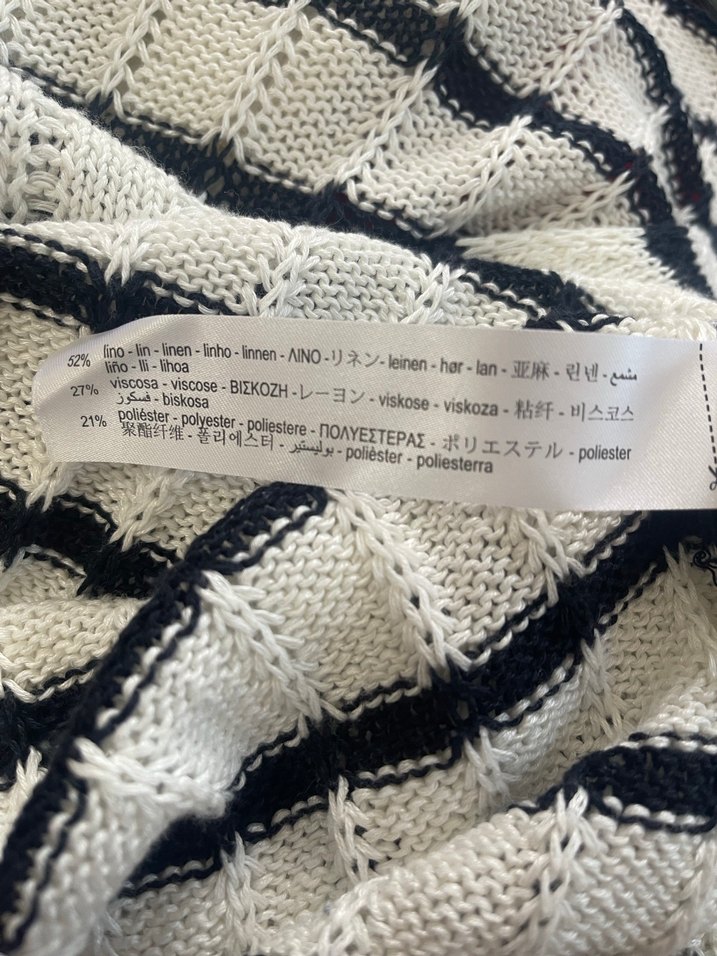 52% lino - lin - linen - linho - linnen - ΛΙΝΟ -リネン- leinen - hør - lan - 亚麻 - 린넨 - مشمع -
liño - lli - lihoa
27% viscosa - viscose - ΒΙΣΚΟΖΗ -レーヨン - viskose - viskoza - 粘纤 - 비스코스
فسكوز - biskosa
21% poliéster - polyester - poliestere - ΠΟΛΥΕΣΤΕΡΑΣ - ポリエステル - poliester
聚酯纤维 - 폴리에스터 - بوليستير - polièster - poliesterra